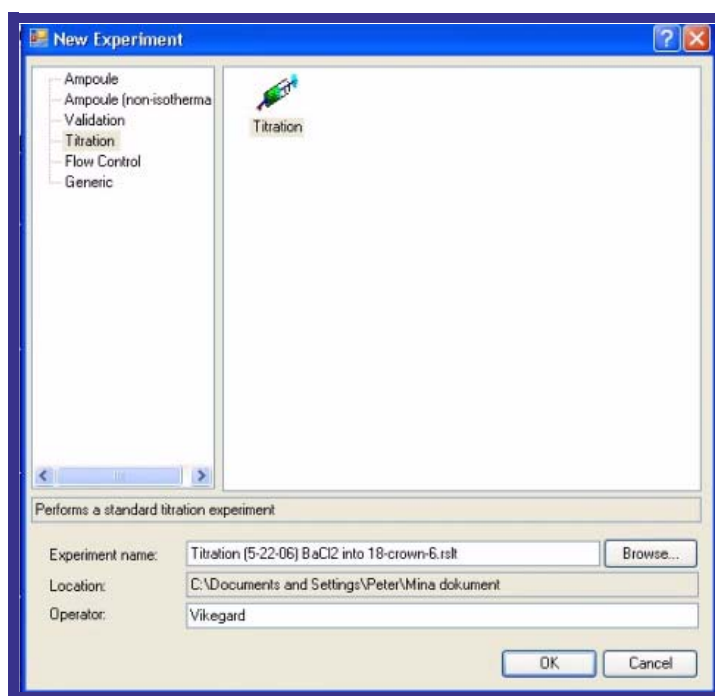 New Experiment
Ampoule
Ampoule (non-isotherma
Validation
Titration
Flow Control
Generic
Titration
Performs a standard titration experiment
Experiment name: Titration (5-22-06) BaCl2 into 18-crown-6.rslt Browse...
Location: C:\Documents and Settings\Peter\Mina dokument
Operator: Vikegard
OK Cancel